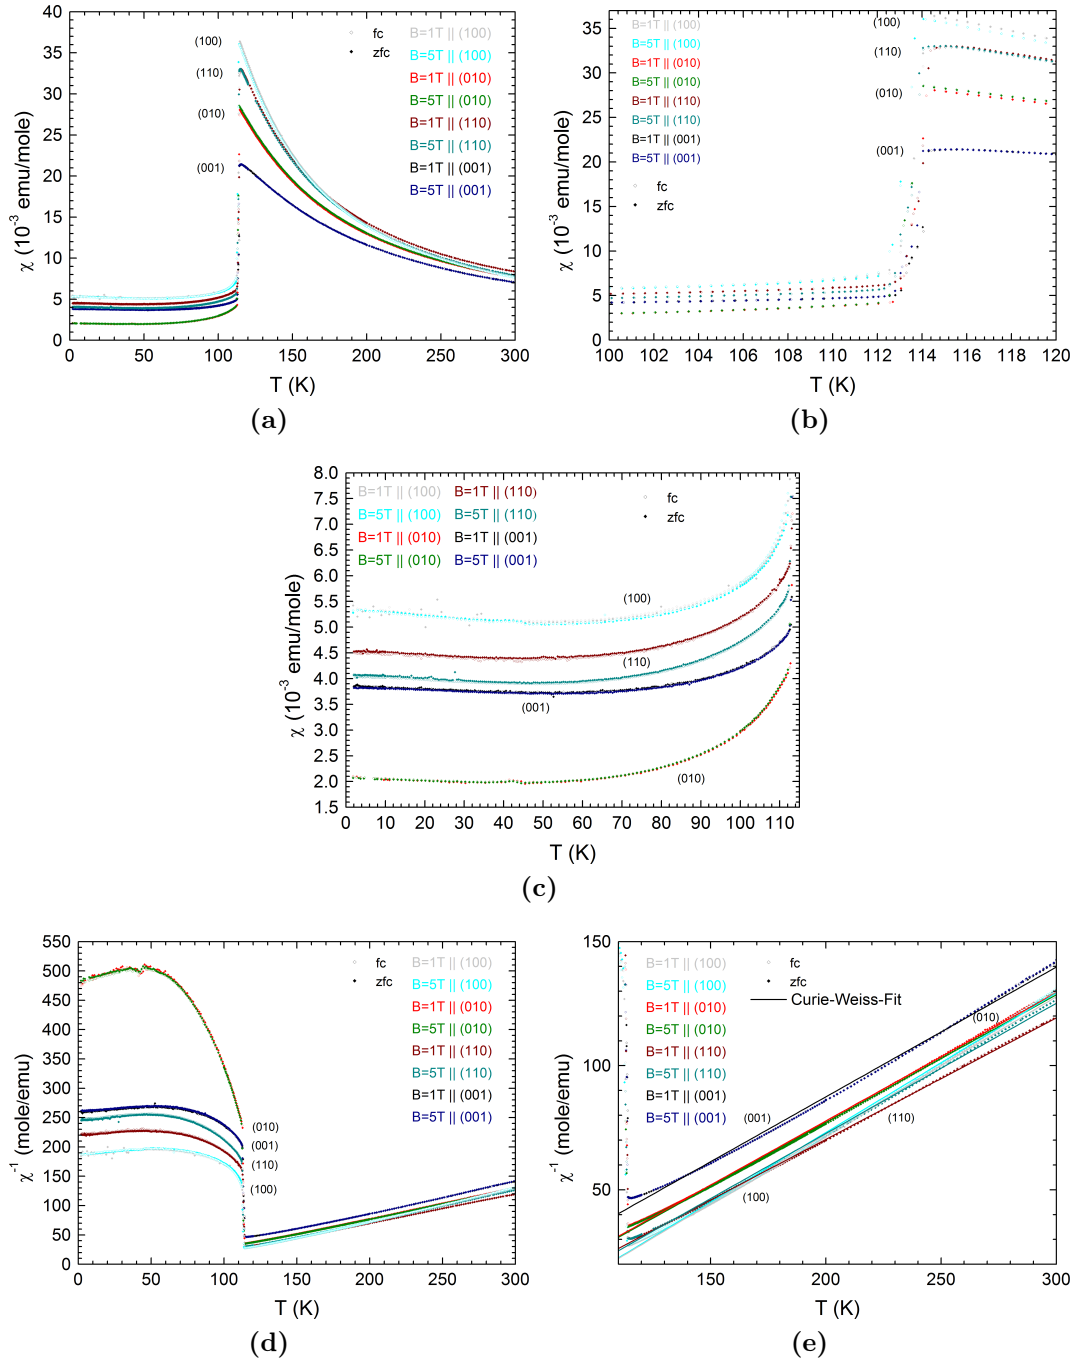 40
35
30
25
20
15
10
5
0
χ (10⁻³ emu/mole)
(100)
(110)
(010)
(001)
fc
zfc
B=1T || (100)
B=5T || (100)
B=1T || (010)
B=5T || (010)
B=1T || (110)
B=5T || (110)
B=1T || (001)
B=5T || (001)
0 50 100 150 200 250 300
T (K)
(a)
35
30
25
20
15
10
5
0
χ (10⁻³ emu/mole)
B=1T || (100)
B=5T || (100)
B=1T || (010)
B=5T || (010)
B=1T || (110)
B=5T || (110)
B=1T || (001)
B=5T || (001)
fc
zfc
(100)
(110)
(010)
(001)
100 102 104 106 108 110 112 114 116 118 120
T (K)
(b)
8.0
7.5
7.0
6.5
6.0
5.5
5.0
4.5
4.0
3.5
3.0
2.5
2.0
1.5
χ (10⁻³ emu/mole)
B=1T || (100) B=1T || (110)
B=5T || (100) B=5T || (110)
B=1T || (010) B=1T || (001)
B=5T || (010) B=5T || (001)
fc
zfc
(100)
(110)
(001)
(010)
0 10 20 30 40 50 60 70 80 90 100 110
T (K)
(c)
550
500
450
400
350
300
250
200
150
100
50
0
χ⁻¹ (mole/emu)
fc
zfc
B=1T || (100)
B=5T || (100)
B=1T || (010)
B=5T || (010)
B=1T || (110)
B=5T || (110)
B=1T || (001)
B=5T || (001)
(010)
(001)
(110)
(100)
0 50 100 150 200 250 300
T (K)
(d)
150
100
50
χ⁻¹ (mole/emu)
B=1T || (100)
B=5T || (100)
B=1T || (010)
B=5T || (010)
B=1T || (110)
B=5T || (110)
B=1T || (001)
B=5T || (001)
fc
zfc
Curie-Weiss-Fit
(010)
(001)
(110)
(100)
150 200 250 300
T (K)
(e)